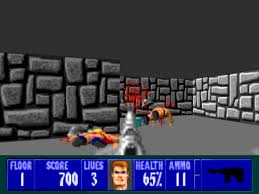 FLOOR SCORE LIVES HEALTH AMMO
1 700 3 65% 11